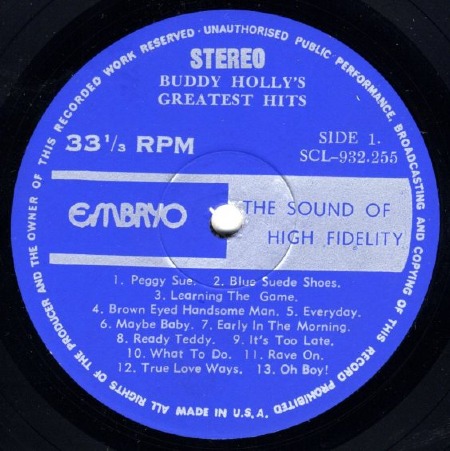 ALL RIGHTS OF THE PRODUCER AND THE OWNER OF THIS RECORDED WORK RESERVED · UNAUTHORISED PUBLIC PERFORMANCE, BROADCASTING AND COPYING OF THIS RECORD PROHIBITED
STEREO
BUDDY HOLLY'S
GREATEST HITS
33 1/3 RPM
SIDE 1.
SCL-932.255
EMBRYO
THE SOUND OF
HIGH FIDELITY
1. Peggy Sue. 2. Blue Suede Shoes.
3. Learning The Game.
4. Brown Eyed Handsome Man. 5. Everyday.
6. Maybe Baby. 7. Early In The Morning.
8. Ready Teddy. 9. It's Too Late.
10. What To Do. 11. Rave On.
12. True Love Ways. 13. Oh Boy!
MADE IN U.S.A.